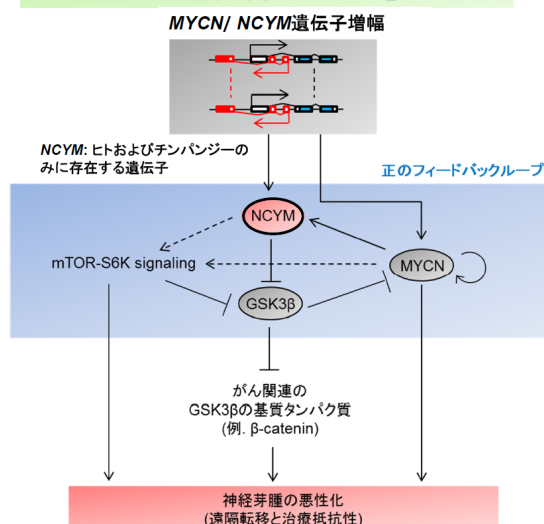 MYCN/ NCYM遺伝子増幅
NCYM: ヒトおよびチンパンジーの
みに存在する遺伝子
正のフィードバックループ
NCYM
mTOR-S6K signaling
MYCN
GSK3β
がん関連の
GSK3βの基質タンパク質
(例. β-catenin)
神経芽腫の悪性化
(遠隔転移と治療抵抗性)